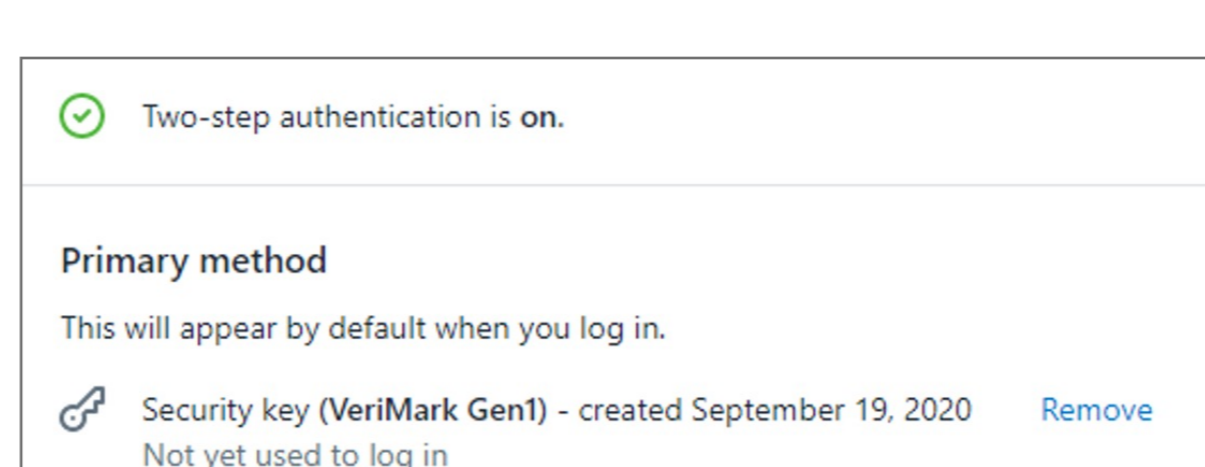 Two-step authentication is on.
Primary method
This will appear by default when you log in.
Security key (VeriMark Gen1) - created September 19, 2020 Remove
Not yet used to log in